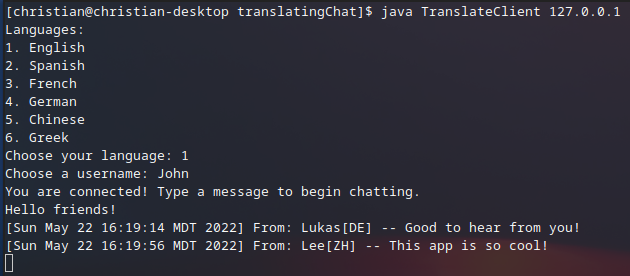 [christian@christian-desktop translatingChat]$ java TranslateClient 127.0.0.1
Languages:
1. English
2. Spanish
3. French
4. German
5. Chinese
6. Greek
Choose your language: 1
Choose a username: John
You are connected! Type a message to begin chatting.
Hello friends!
[Sun May 22 16:19:14 MDT 2022] From: Lukas[DE] -- Good to hear from you!
[Sun May 22 16:19:56 MDT 2022] From: Lee[ZH] -- This app is so cool!